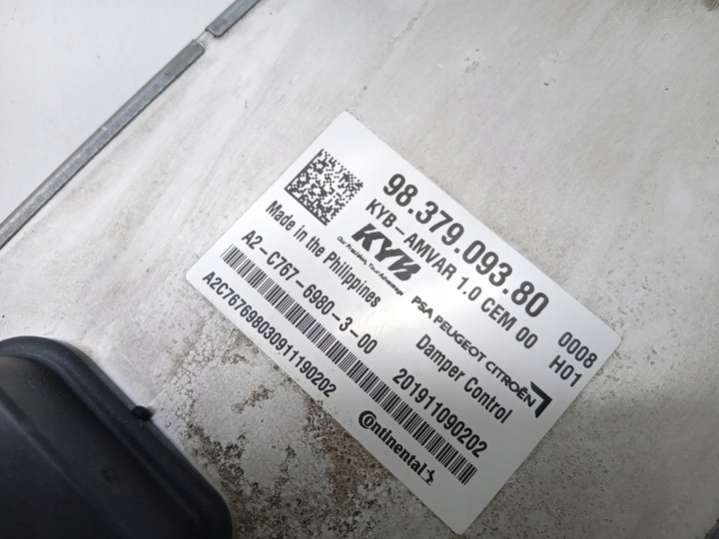 98.379.093.80
0008
KYB-AMVAR 1.0 CEM 00
H01
KYB
Our Precision, Your Advantage
PSA PEUGEOT CITROËN
Made in the Philippines
Damper Control
A2-C767-6980-3-00
201911090202
A2C767698030911190202
Continental